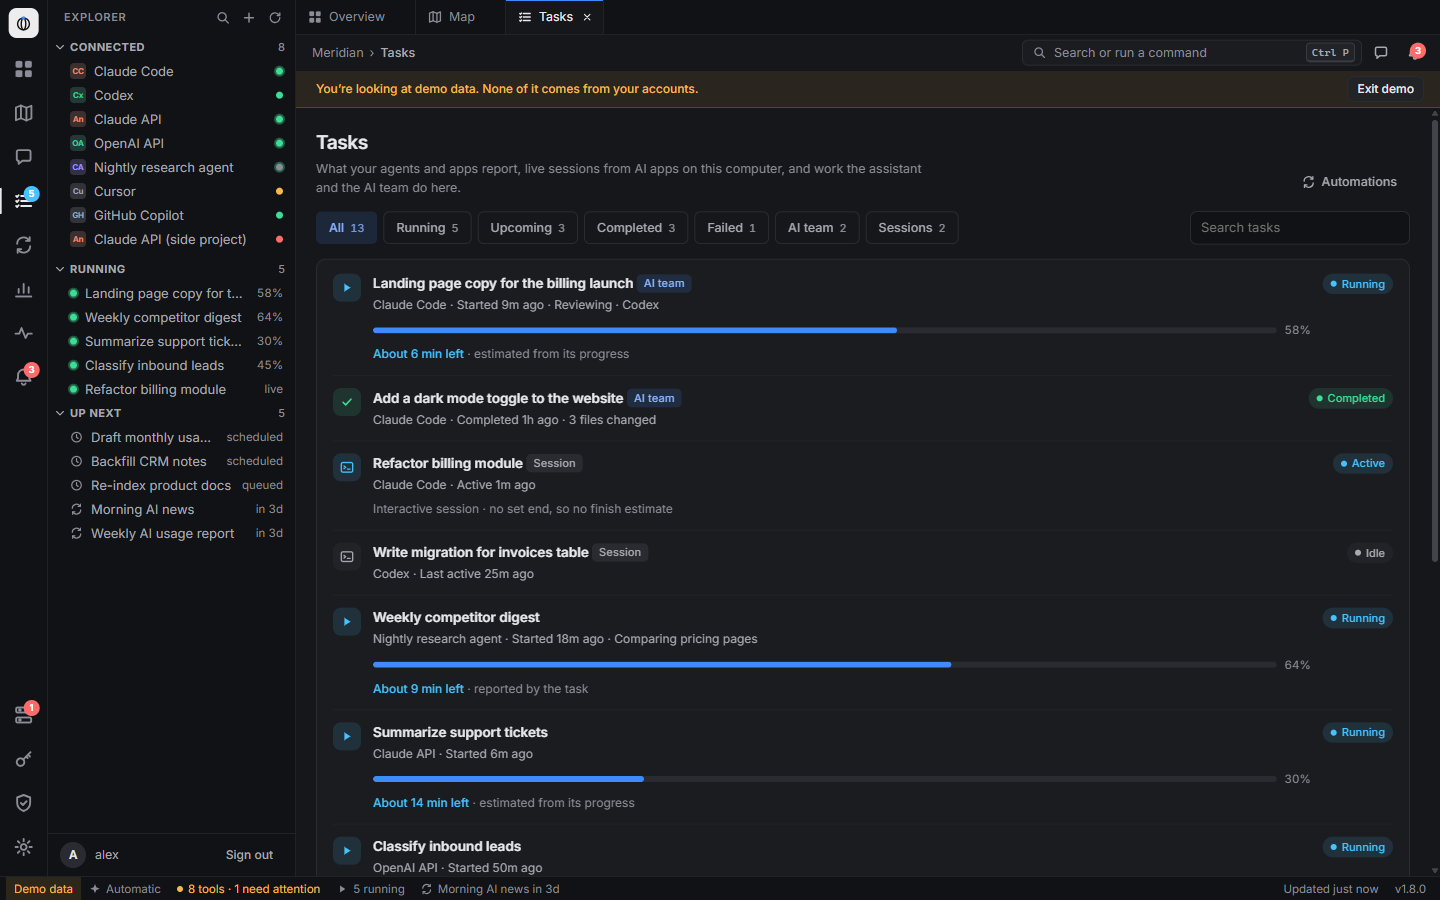 EXPLORER
CONNECTED 8
CC Claude Code
Cx Codex
An Claude API
OA OpenAI API
CA Nightly research agent
Cu Cursor
GH GitHub Copilot
An Claude API (side project)
RUNNING 5
Landing page copy for t... 58%
Weekly competitor digest 64%
Summarize support tick... 30%
Classify inbound leads 45%
Refactor billing module live
UP NEXT 5
Draft monthly usa... scheduled
Backfill CRM notes scheduled
Re-index product docs queued
Morning AI news in 3d
Weekly AI usage report in 3d
5
3
1
A alex Sign out
Overview Map Tasks
Meridian › Tasks
Search or run a command Ctrl P
3
You're looking at demo data. None of it comes from your accounts. Exit demo
Tasks
What your agents and apps report, live sessions from AI apps on this computer, and work the assistant
and the AI team do here.
Automations
All 13 Running 5 Upcoming 3 Completed 3 Failed 1 AI team 2 Sessions 2
Search tasks
Landing page copy for the billing launch AI team Running
Claude Code · Started 9m ago · Reviewing · Codex
58%
About 6 min left · estimated from its progress
Add a dark mode toggle to the website AI team Completed
Claude Code · Completed 1h ago · 3 files changed
Refactor billing module Session Active
Claude Code · Active 1m ago
Interactive session · no set end, so no finish estimate
Write migration for invoices table Session Idle
Codex · Last active 25m ago
Weekly competitor digest Running
Nightly research agent · Started 18m ago · Comparing pricing pages
64%
About 9 min left · reported by the task
Summarize support tickets Running
Claude API · Started 6m ago
30%
About 14 min left · estimated from its progress
Classify inbound leads Running
OpenAI API · Started 50m ago
Demo data Automatic 8 tools · 1 need attention 5 running Morning AI news in 3d Updated just now v1.8.0